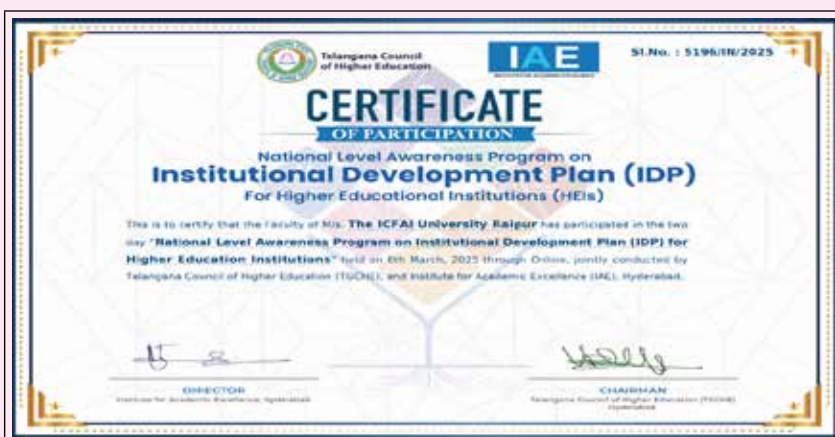 Telangana Council
of Higher Education
IAE
Sl.No. : 5196/IN/2025
CERTIFICATE
OF PARTICIPATION
National Level Awareness Program on
Institutional Development Plan (IDP)
For Higher Educational Institutions (HEIs)
This is to certify that the Faculty of M/s. The ICFAI University Raipur has participated in the two
day "National Level Awareness Program on Institutional Development Plan (IDP) for
Higher Education Institutions" held on 6th March, 2025 through Online, jointly conducted by
Telangana Council of Higher Education (TGCHE), and Institute for Academic Excellence (IAE), Hyderabad.
DIRECTOR
Institute for Academic Excellence, Hyderabad
CHAIRMAN
Telangana Council of Higher Education (TGCHE)
Hyderabad